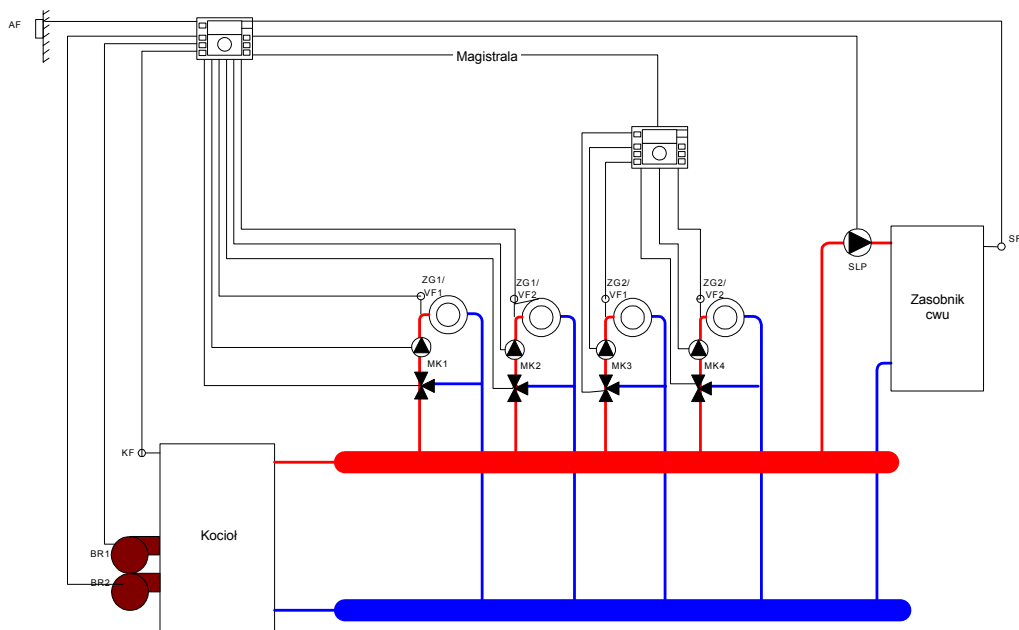 AF
Magistrala
ZG1/
VF1
ZG1/
VF2
ZG2/
VF1
ZG2/
VF2
SLP
Zasobnik
cwu
MK1
MK2
MK3
MK4
KF
Kocioł
BR1
BR2